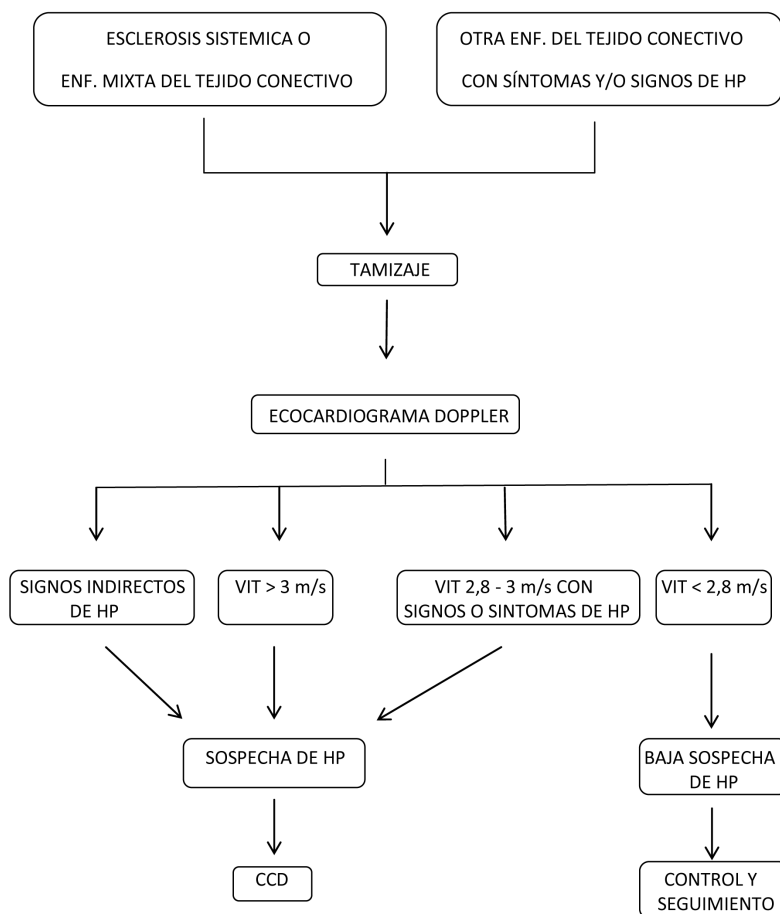 ESCLEROSIS SISTEMICA O
ENF. MIXTA DEL TEJIDO CONECTIVO
OTRA ENF. DEL TEJIDO CONECTIVO
CON SÍNTOMAS Y/O SIGNOS DE HP
TAMIZAJE
ECOCARDIOGRAMA DOPPLER
SIGNOS INDIRECTOS
DE HP
VIT > 3 m/s
VIT 2,8 - 3 m/s CON
SIGNOS O SINTOMAS DE HP
VIT < 2,8 m/s
SOSPECHA DE HP
BAJA SOSPECHA
DE HP
CCD
CONTROL Y
SEGUIMIENTO